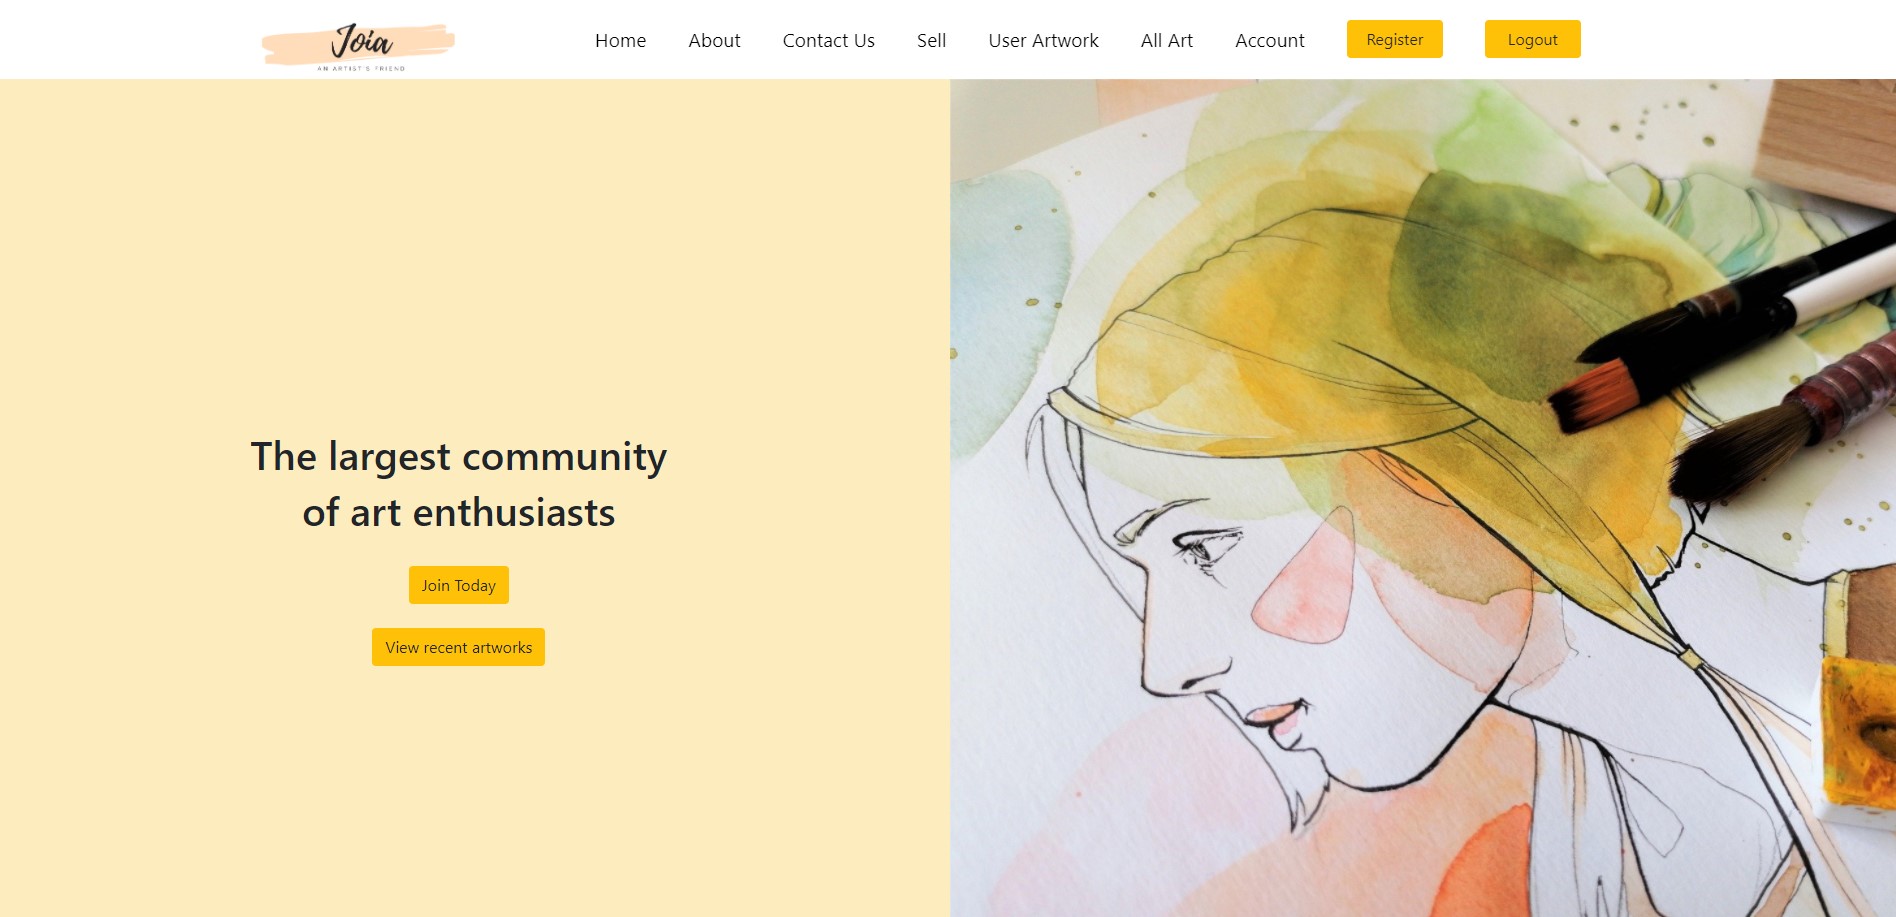 Joia
AN ARTIST'S FRIEND
Home About Contact Us Sell User Artwork All Art Account Register Logout
The largest community
of art enthusiasts
Join Today
View recent artworks